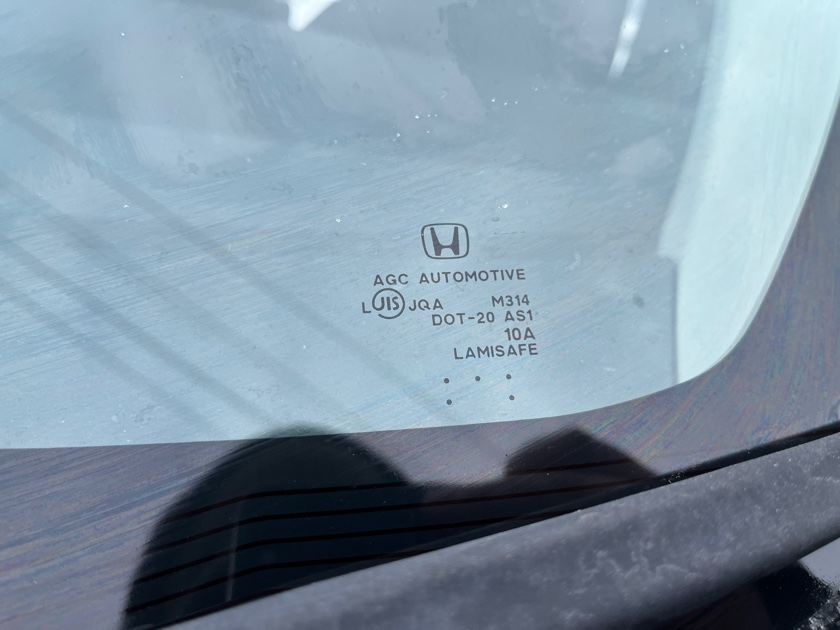 AGC AUTOMOTIVE
L JIS JQA M314
DOT-20 AS1
10A
LAMISAFE